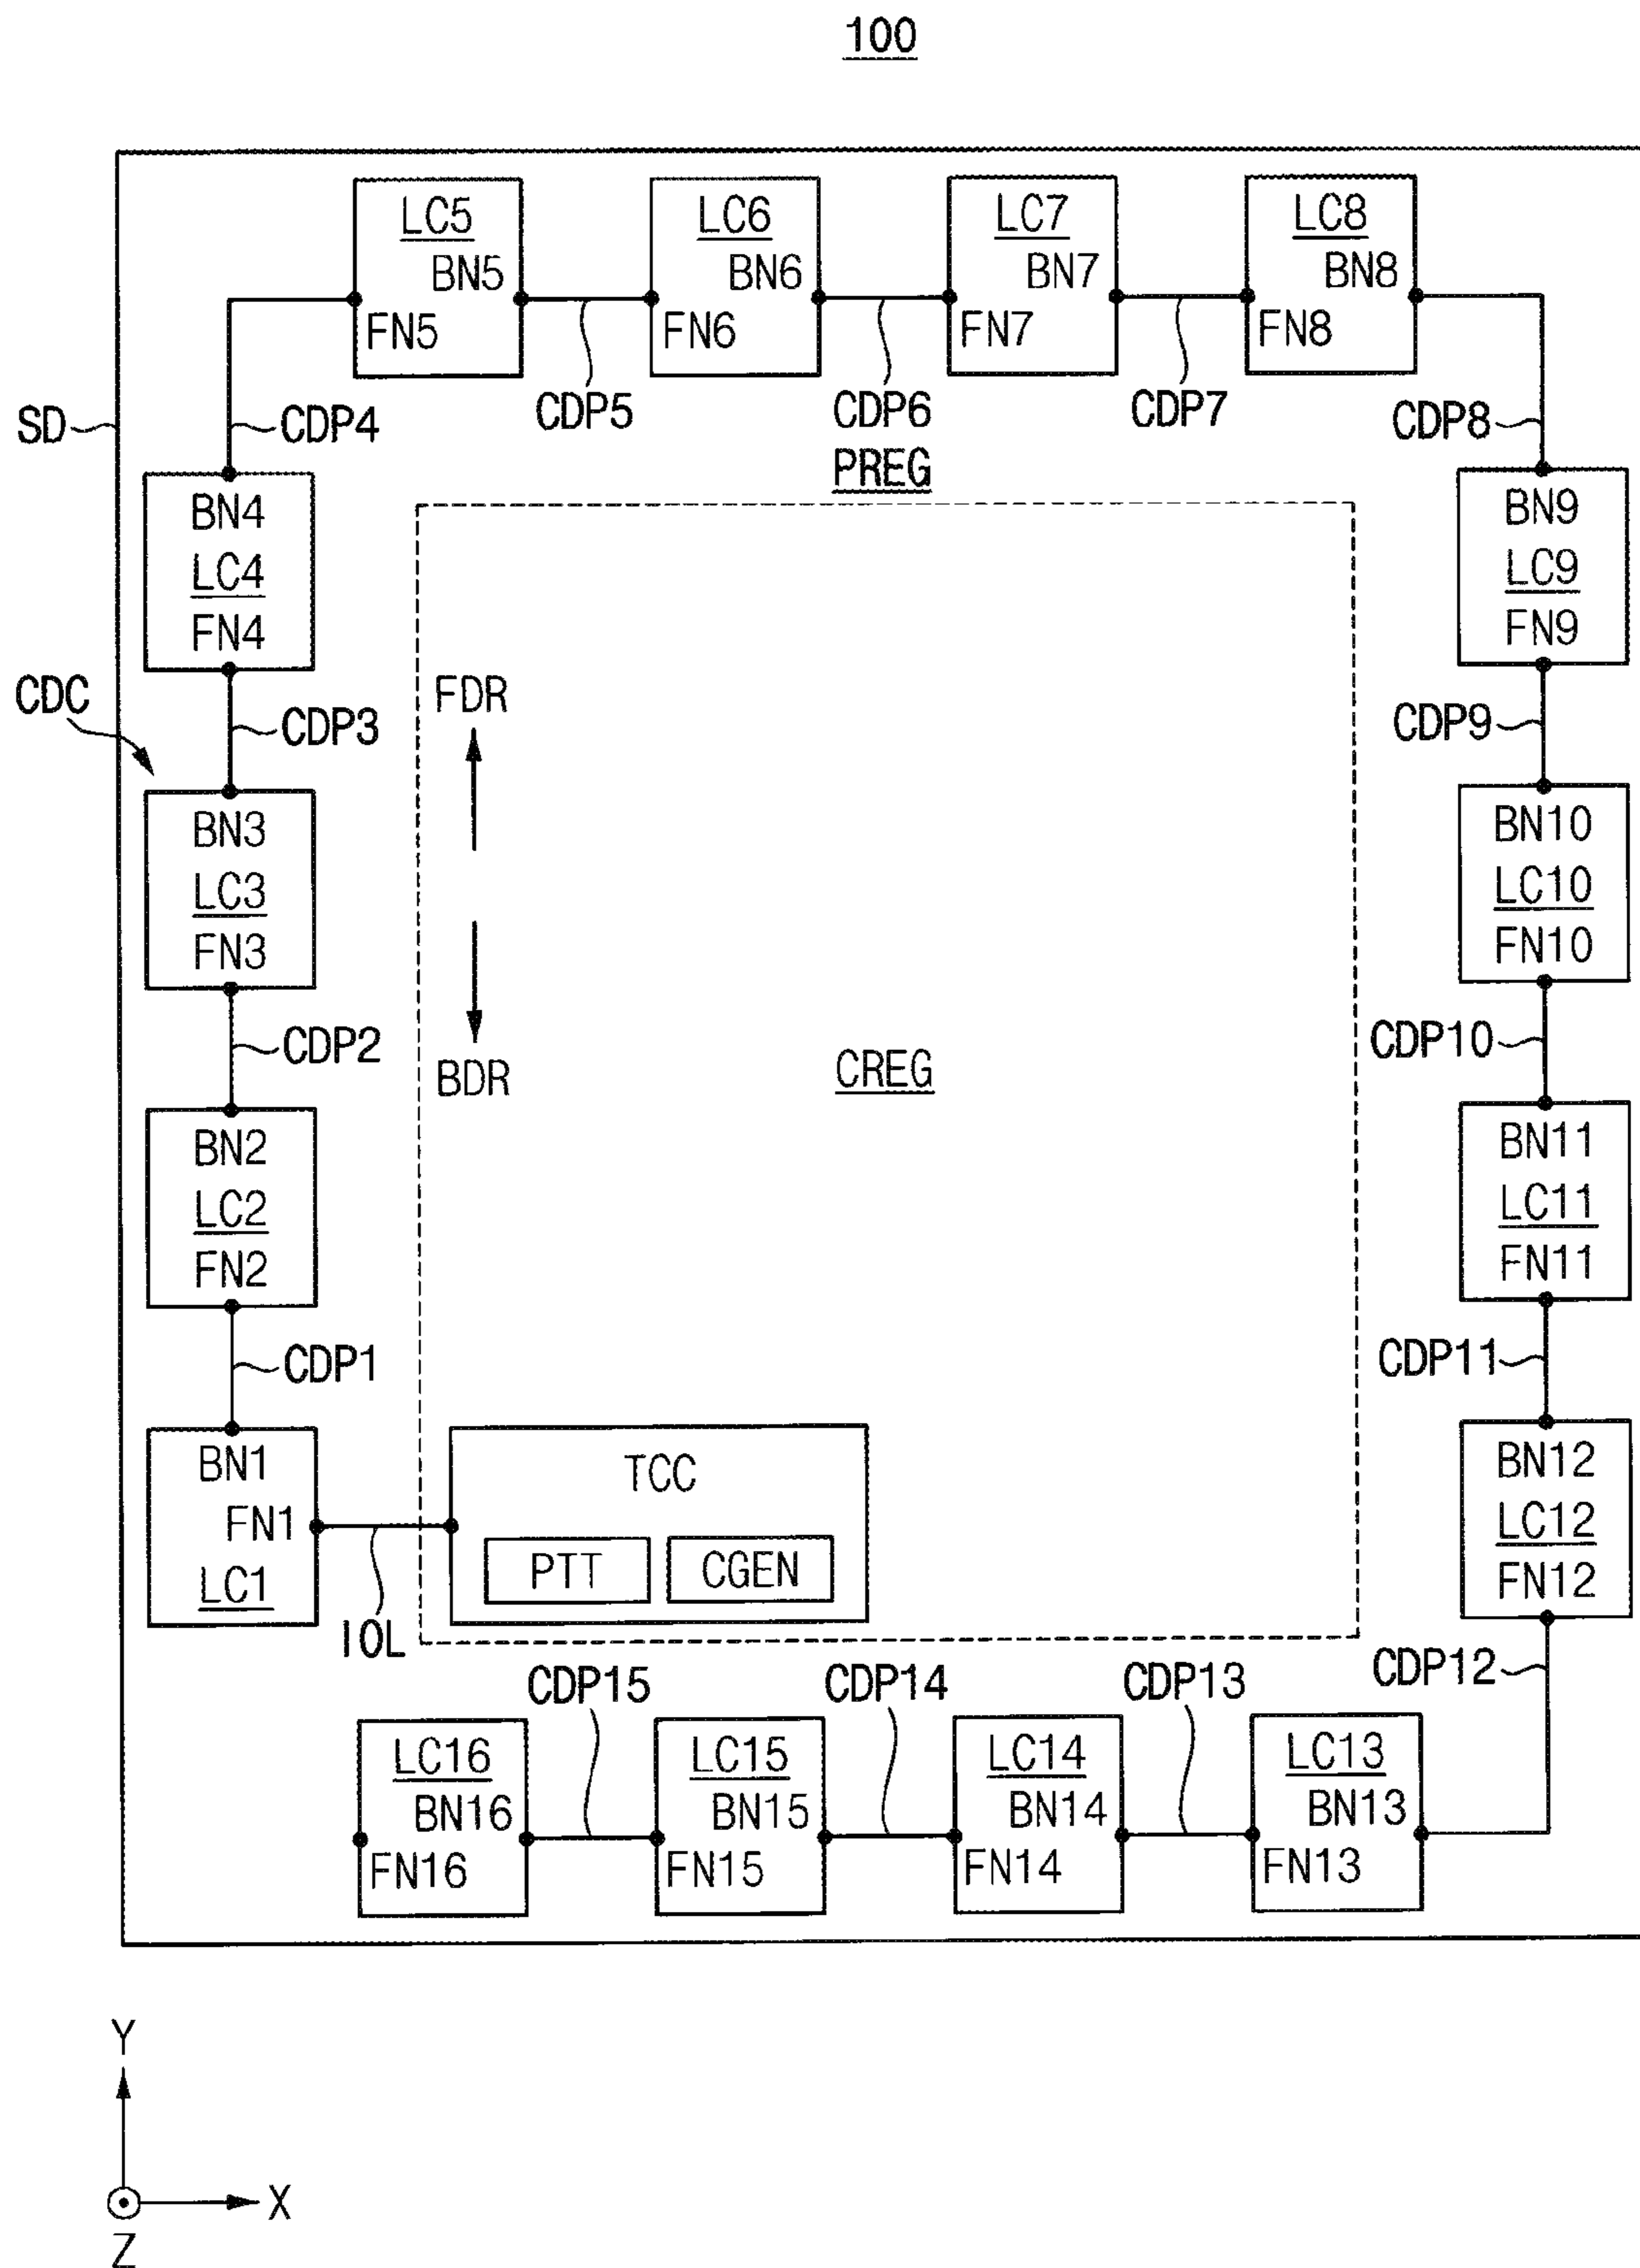 100
LC5
BN5
FN5
LC6
BN6
FN6
LC7
BN7
FN7
LC8
BN8
FN8
SD
CDP4
CDP5
CDP6
CDP7
CDP8
PREG
BN4
LC4
FN4
BN9
LC9
FN9
CDC
CDP3
FDR
CDP9
BN3
LC3
FN3
BN10
LC10
FN10
CDP2
BDR
CREG
CDP10
BN2
LC2
FN2
BN11
LC11
FN11
CDP1
CDP11
BN1
FN1
LC1
TCC
PTT
CGEN
BN12
LC12
FN12
IOL
CDP15
CDP14
CDP13
CDP12
LC16
BN16
FN16
LC15
BN15
FN15
LC14
BN14
FN14
LC13
BN13
FN13
Y
X
Z